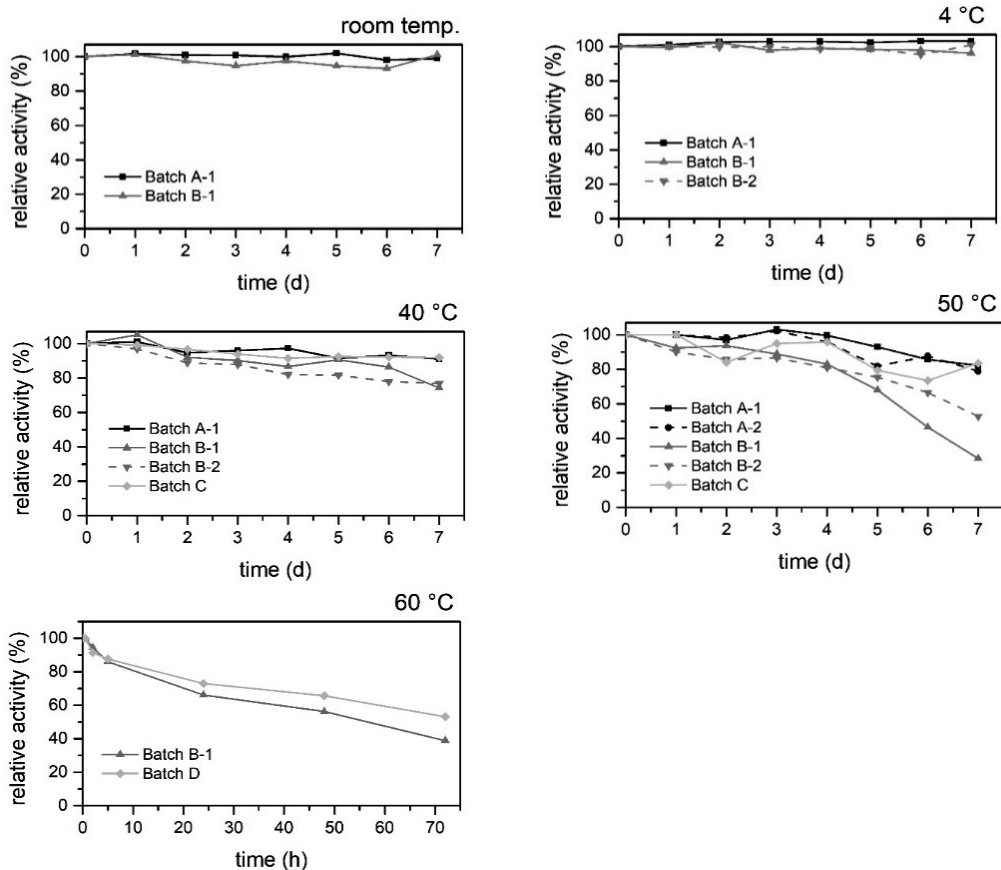 room temp.
relative activity (%)
100
80
60
40
20
0
Batch A-1
Batch B-1
0 1 2 3 4 5 6 7
time (d)
4 °C
relative activity (%)
100
80
60
40
20
0
Batch A-1
Batch B-1
Batch B-2
0 1 2 3 4 5 6 7
time (d)
40 °C
relative activity (%)
100
80
60
40
20
0
Batch A-1
Batch B-1
Batch B-2
Batch C
0 1 2 3 4 5 6 7
time (d)
50 °C
relative activity (%)
100
80
60
40
20
0
Batch A-1
Batch A-2
Batch B-1
Batch B-2
Batch C
0 1 2 3 4 5 6 7
time (d)
60 °C
relative activity (%)
100
80
60
40
20
0
Batch B-1
Batch D
0 10 20 30 40 50 60 70
time (h)